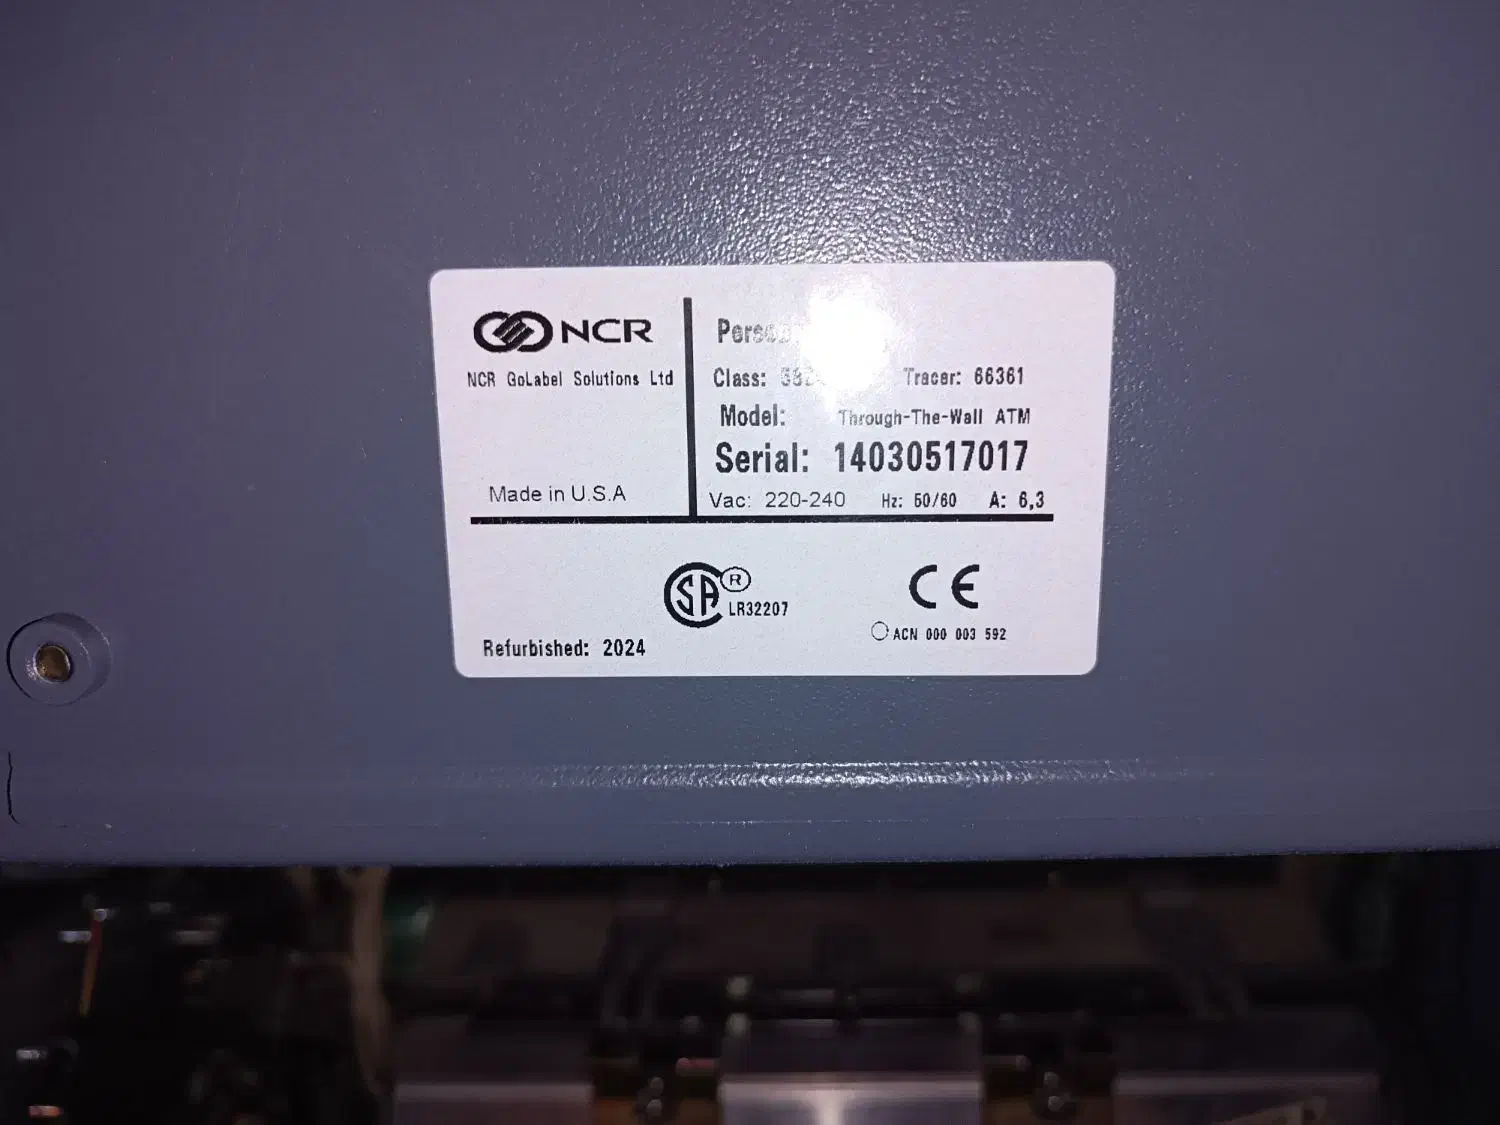 NCR
NCR GoLabel Solutions Ltd
Made in U.S.A
Class: Tracer: 66361
Model: Through-The-Wall ATM
Serial: 14030517017
Vac: 220-240 Hz: 50/60 A: 6,3
SA ® LR32207
CE
ACN 000 003 592
Refurbished: 2024